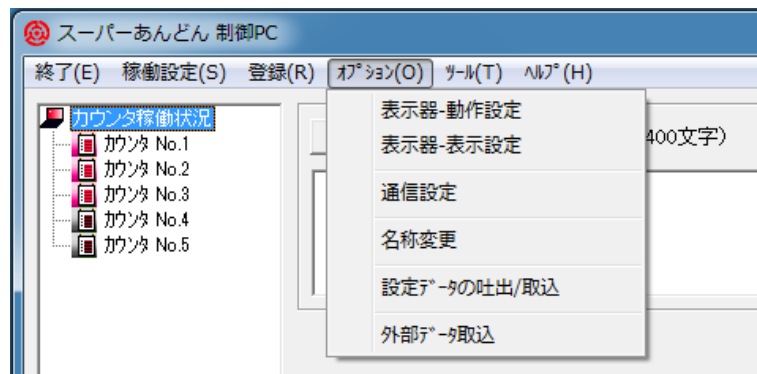 スーパーあんどん 制御PC
終了(E) 稼働設定(S) 登録(R) ｵﾌﾟｼｮﾝ(O) ﾂｰﾙ(T) ﾍﾙﾌﾟ(H)
カウンタ稼働状況
カウンタ No.1
カウンタ No.2
カウンタ No.3
カウンタ No.4
カウンタ No.5
表示器-動作設定
表示器-表示設定
通信設定
名称変更
設定ﾃﾞｰﾀの吐出/取込
外部ﾃﾞｰﾀ取込
400文字）